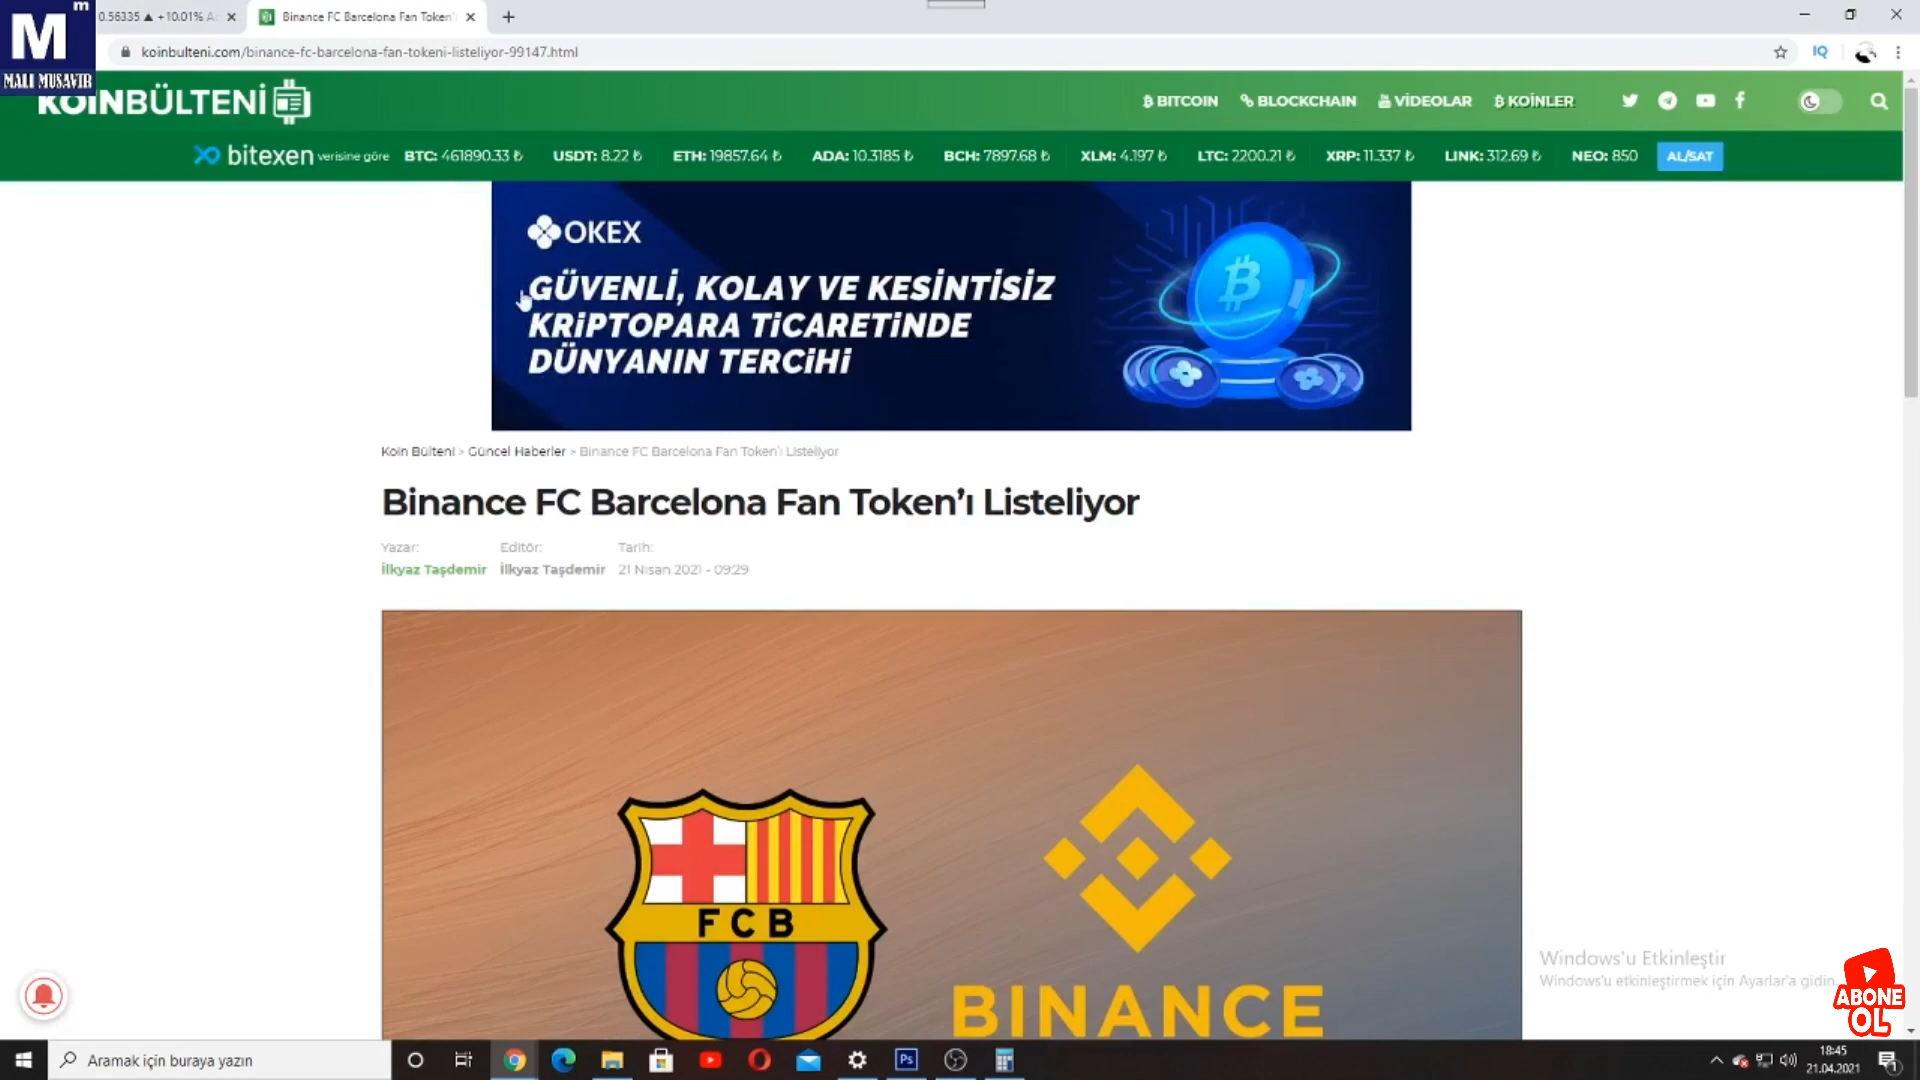 M m
MALI MUSAVIR
0.56335 ▲ +10.01%
Binance FC Barcelona Fan Token'ı
koinbulteni.com/binance-fc-barcelona-fan-tokeni-listeliyor-99147.html
IQ
KOİNBÜLTENİ
BITCOIN
BLOCKCHAIN
VİDEOLAR
KOİNLER
bitexen verisine göre
BTC: 461890.33 ₺
USDT: 8.22 ₺
ETH: 19857.64 ₺
ADA: 10.3185 ₺
BCH: 7897.68 ₺
XLM: 4.197 ₺
LTC: 2200.21 ₺
XRP: 11.337 ₺
LINK: 312.69 ₺
NEO: 850
AL/SAT
OKEX
GÜVENLİ, KOLAY VE KESİNTİSİZ
KRİPTOPARA TİCARETİNDE
DÜNYANIN TERCİHİ
Koin Bülteni > Güncel Haberler > Binance FC Barcelona Fan Token'ı Listeliyor
Binance FC Barcelona Fan Token'ı Listeliyor
Yazar:
Editör:
Tarih:
İlkyaz Taşdemir
İlkyaz Taşdemir
21 Nisan 2021 - 09:29
FCB
BINANCE
Windows'u Etkinleştir
Windows'u etkinleştirmek için Ayarlar'a gidin.
ABONE
OL
Aramak için buraya yazın
Ps
18:45
21.04.2021
1